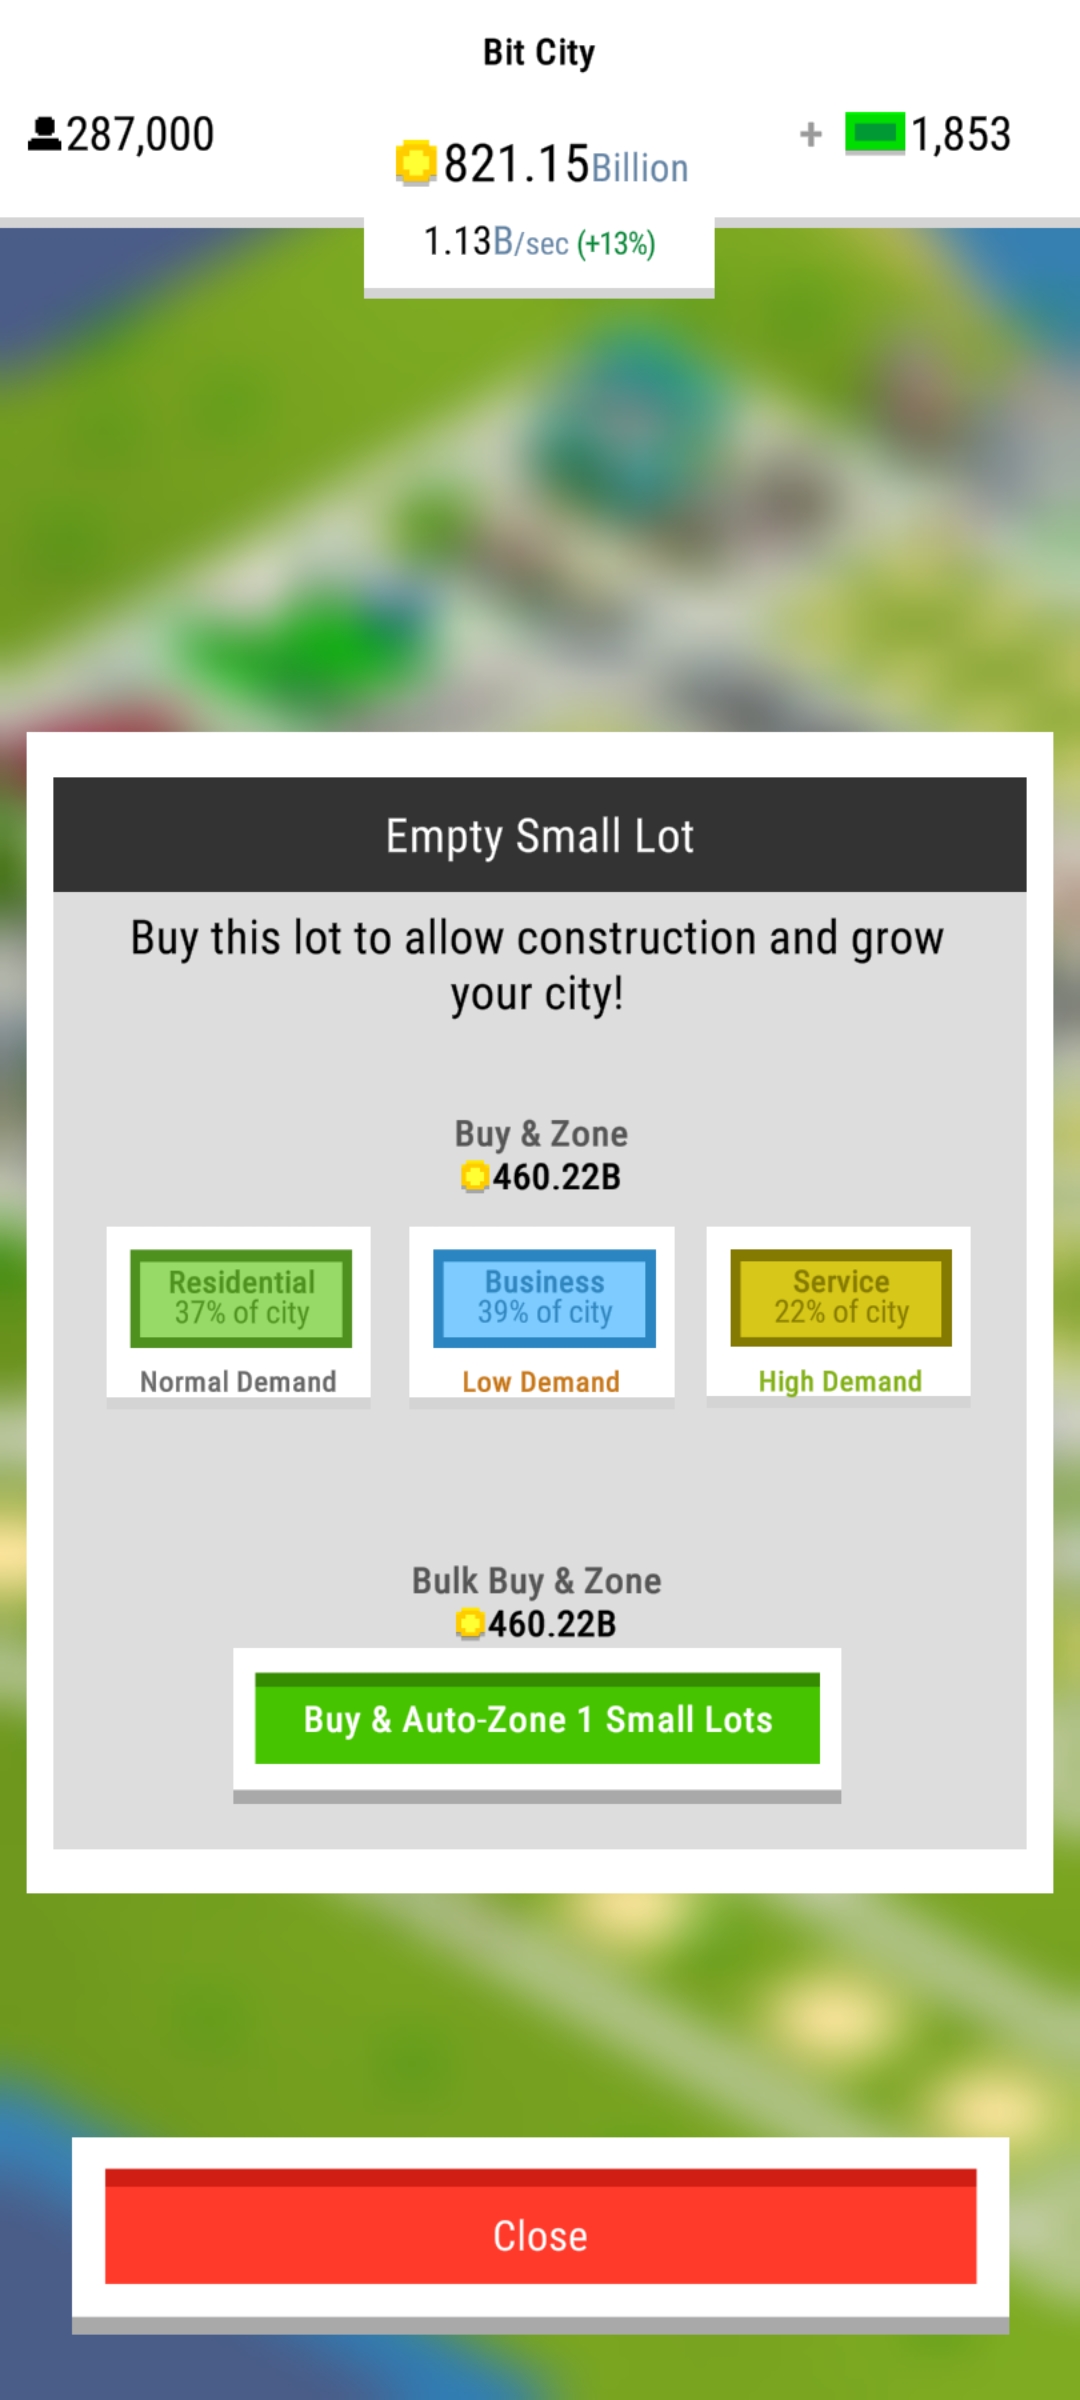 Bit City
287,000
821.15Billion
+ 1,853
1.13B/sec (+13%)
Empty Small Lot
Buy this lot to allow construction and grow
your city!
Buy & Zone
460.22B
Residential
37% of city
Normal Demand
Business
39% of city
Low Demand
Service
22% of city
High Demand
Bulk Buy & Zone
460.22B
Buy & Auto-Zone 1 Small Lots
Close